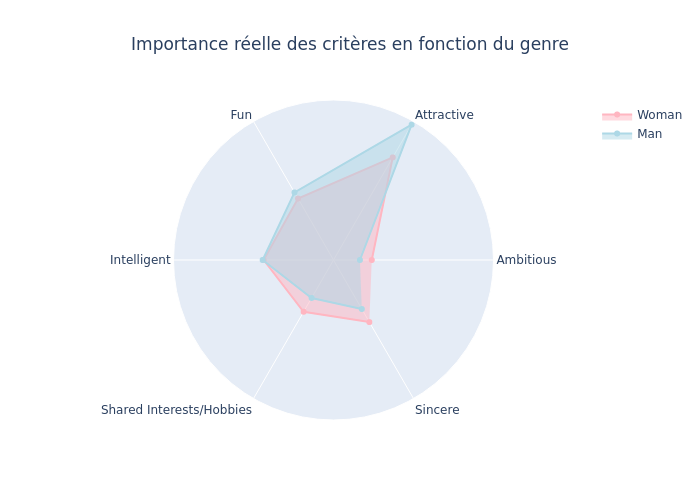 Importance réelle des critères en fonction du genre
Fun
Attractive
Woman
Man
Intelligent
Ambitious
Shared Interests/Hobbies
Sincere